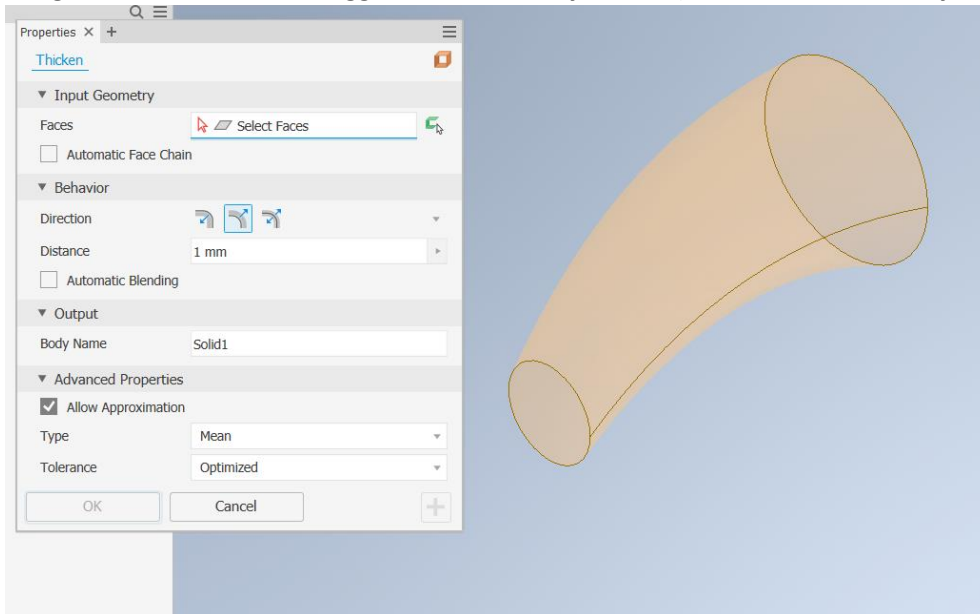 Properties × +
Thicken
Input Geometry
Faces Select Faces
Automatic Face Chain
Behavior
Direction
Distance 1 mm
Automatic Blending
Output
Body Name Solid1
Advanced Properties
Allow Approximation
Type Mean
Tolerance Optimized
OK Cancel +